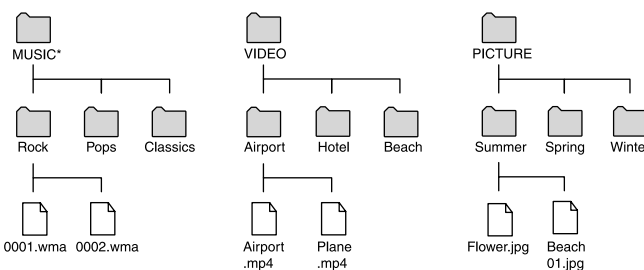 MUSIC* VIDEO PICTURE
Rock Pops Classics Airport Hotel Beach Summer Spring Winte
0001.wma 0002.wma Airport Plane Flower.jpg Beach
.mp4 .mp4 01.jpg